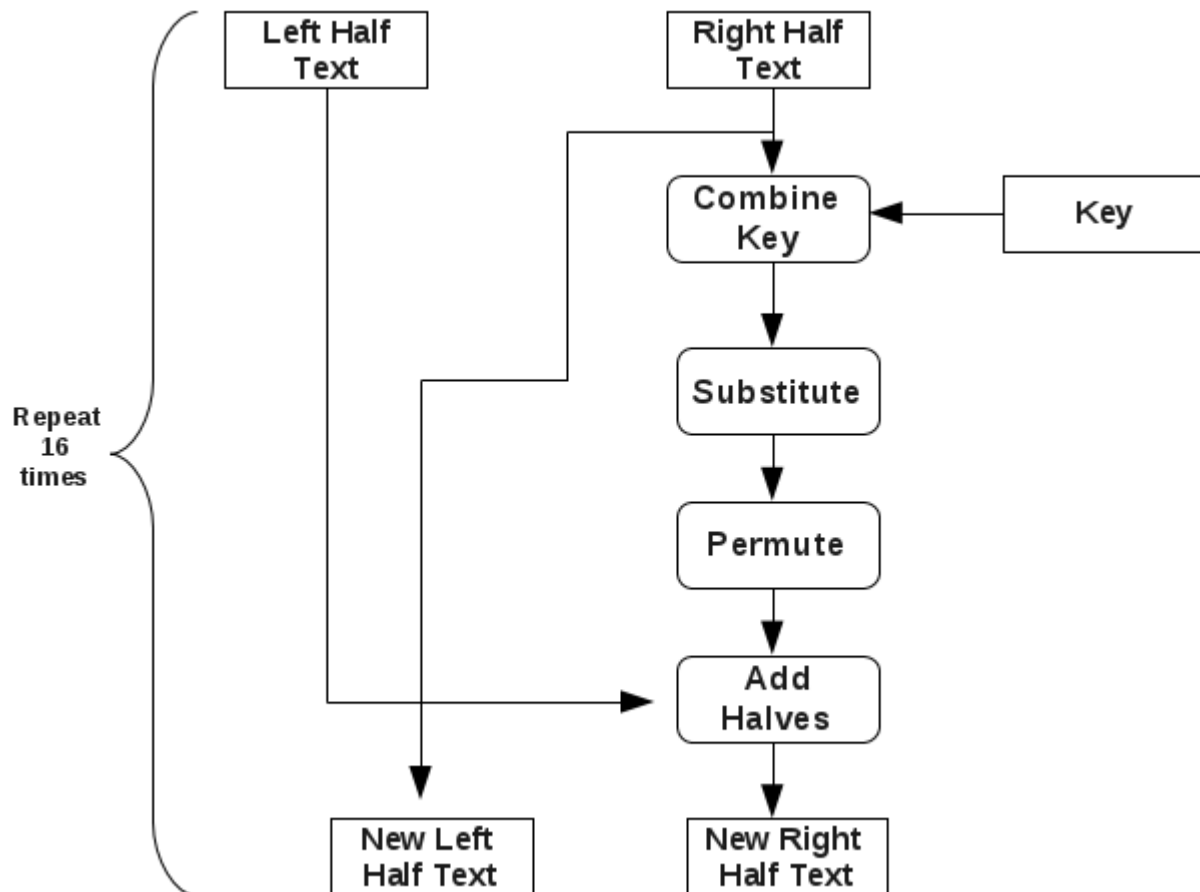 Left Half
Text
Right Half
Text
Combine
Key
Key
Substitute
Repeat
16
times
Permute
Add
Halves
New Left
Half Text
New Right
Half Text